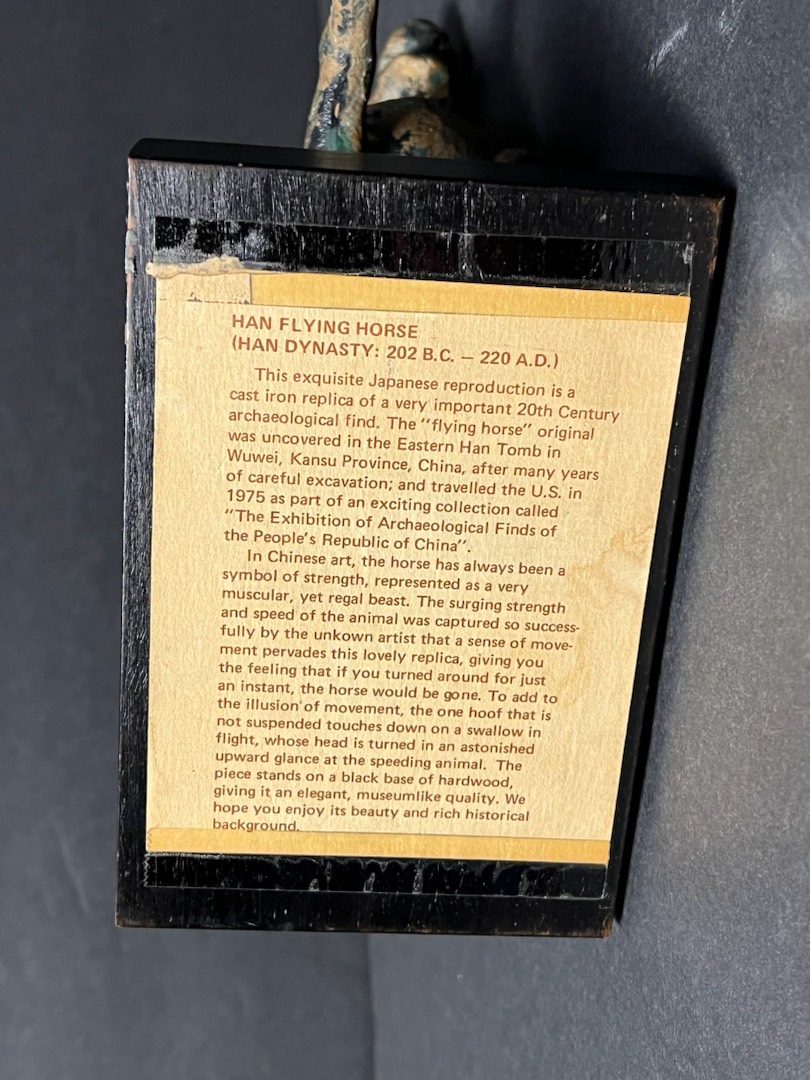 HAN FLYING HORSE
(HAN DYNASTY: 202 B.C. — 220 A.D.)
This exquisite Japanese reproduction is a
cast iron replica of a very important 20th Century
archaeological find. The "flying horse" original
was uncovered in the Eastern Han Tomb in
Wuwei, Kansu Province, China, after many years
of careful excavation; and travelled the U.S. in
1975 as part of an exciting collection called
"The Exhibition of Archaeological Finds of
the People's Republic of China".
In Chinese art, the horse has always been a
symbol of strength, represented as a very
muscular, yet regal beast. The surging strength
and speed of the animal was captured so success-
fully by the unkown artist that a sense of move-
ment pervades this lovely replica, giving you
the feeling that if you turned around for just
an instant, the horse would be gone. To add to
the illusion of movement, the one hoof that is
not suspended touches down on a swallow in
flight, whose head is turned in an astonished
upward glance at the speeding animal. The
piece stands on a black base of hardwood,
giving it an elegant, museumlike quality. We
hope you enjoy its beauty and rich historical
background.